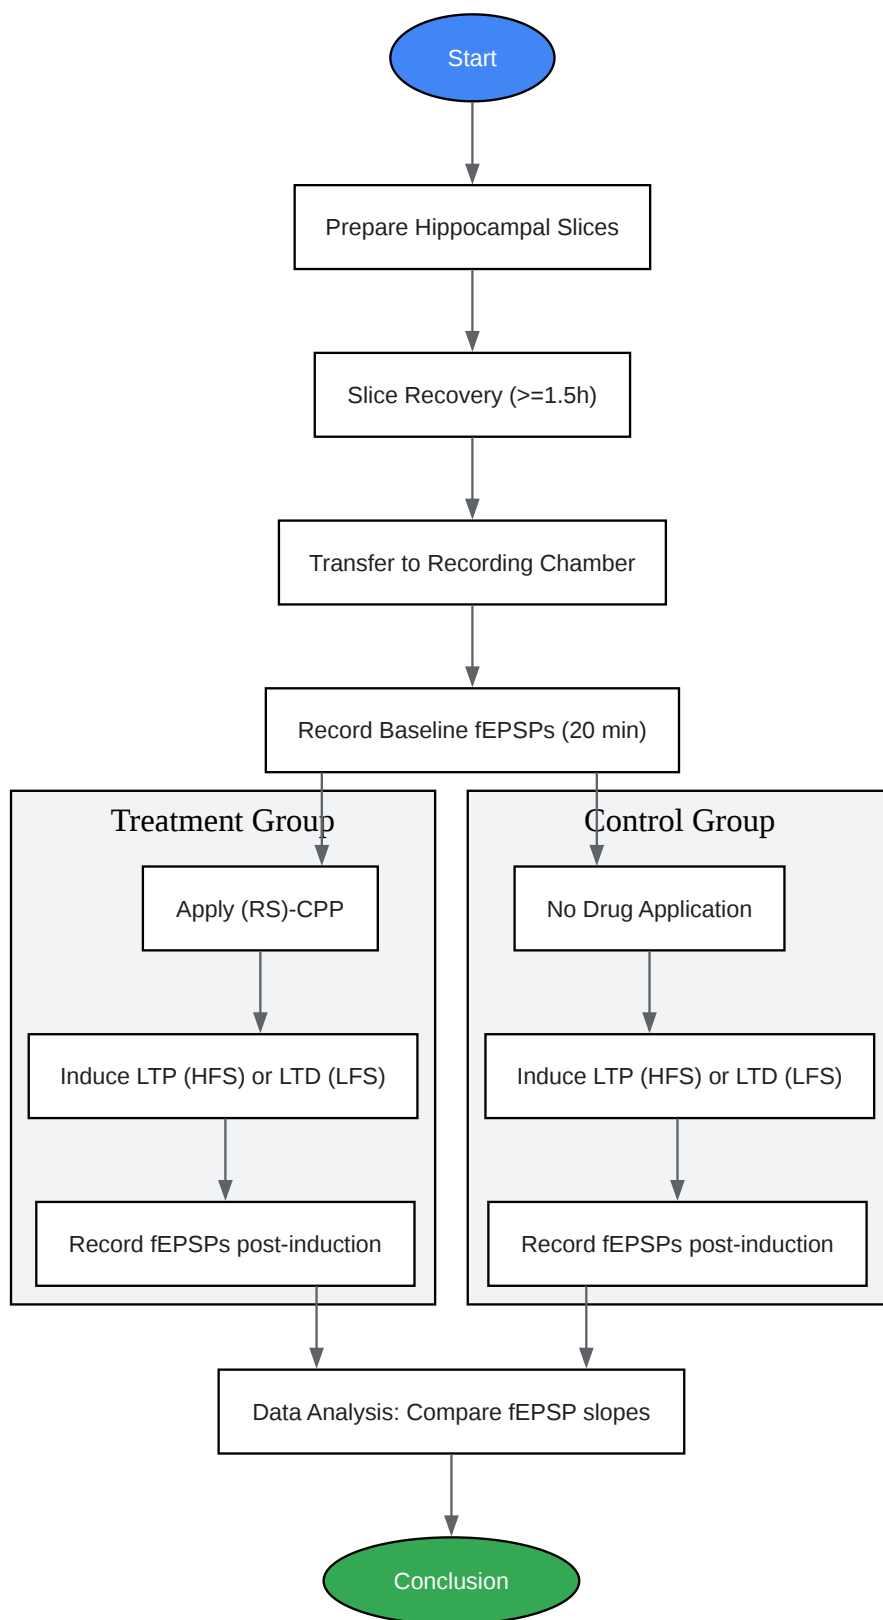 Start
Prepare Hippocampal Slices
Slice Recovery (>=1.5h)
Transfer to Recording Chamber
Record Baseline fEPSPs (20 min)
Treatment Group
Apply (RS)-CPP
Induce LTP (HFS) or LTD (LFS)
Record fEPSPs post-induction
Control Group
No Drug Application
Induce LTP (HFS) or LTD (LFS)
Record fEPSPs post-induction
Data Analysis: Compare fEPSP slopes
Conclusion